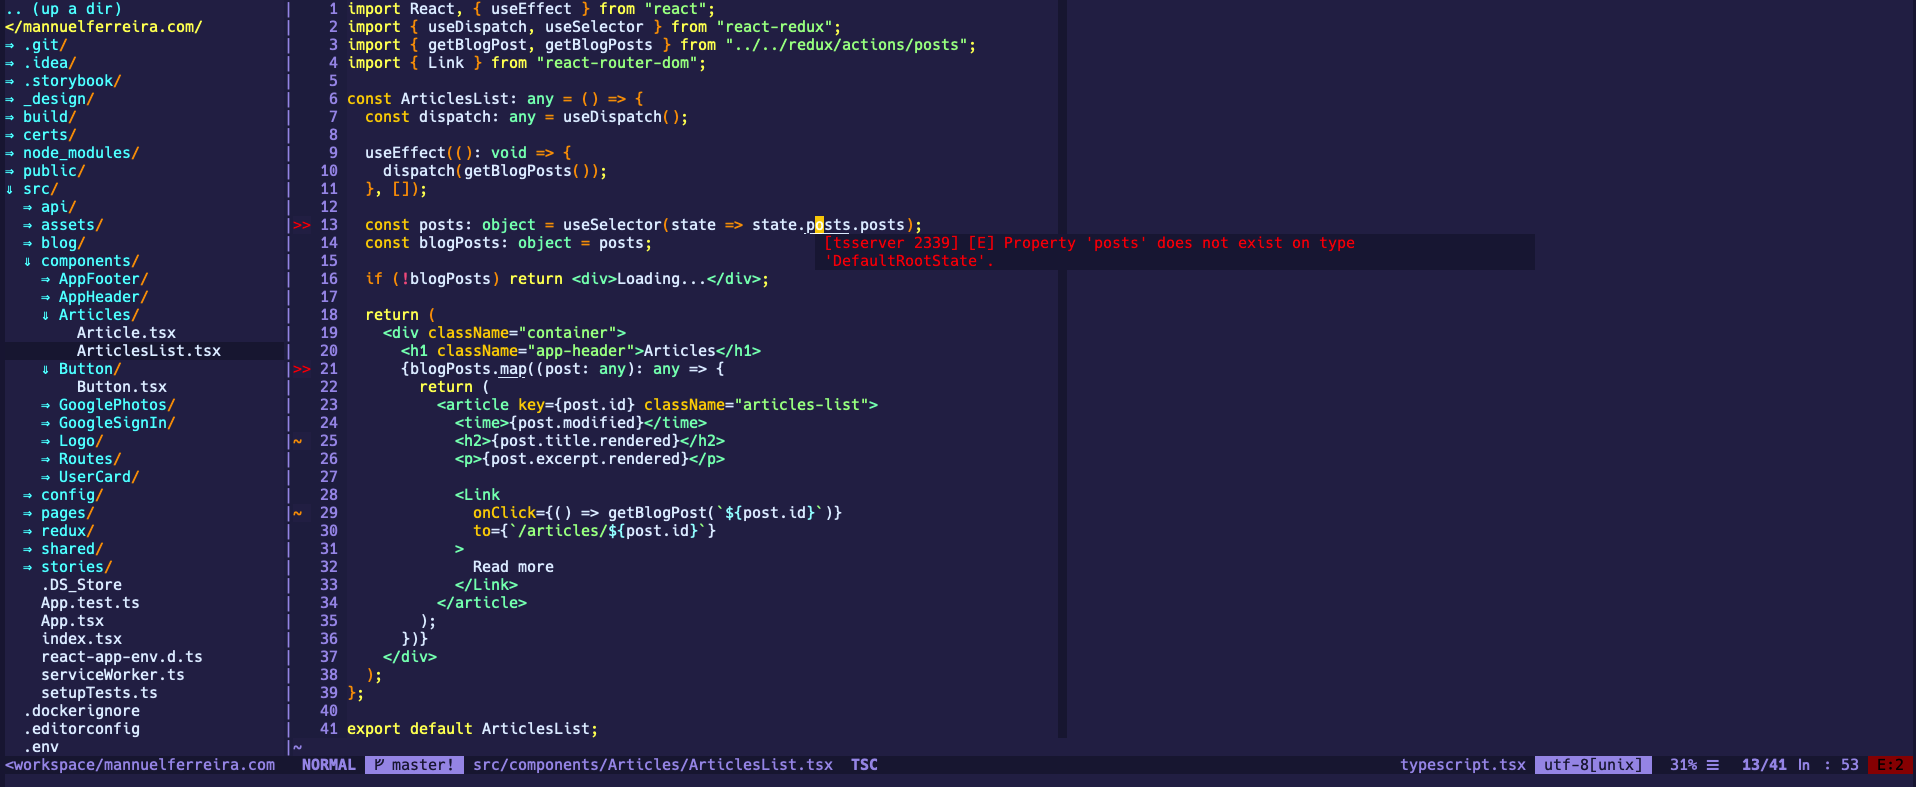 .. (up a dir)
</mannuelferreira.com/
⇒ .git/
⇒ .idea/
⇒ .storybook/
⇒ _design/
⇒ build/
⇒ certs/
⇒ node_modules/
⇒ public/
⇓ src/
⇒ api/
⇒ assets/
⇒ blog/
⇓ components/
⇒ AppFooter/
⇒ AppHeader/
⇓ Articles/
Article.tsx
ArticlesList.tsx
⇓ Button/
Button.tsx
⇒ GooglePhotos/
⇒ GoogleSignIn/
⇒ Logo/
⇒ Routes/
⇒ UserCard/
⇒ config/
⇒ pages/
⇒ redux/
⇒ shared/
⇒ stories/
.DS_Store
App.test.ts
App.tsx
index.tsx
react-app-env.d.ts
serviceWorker.ts
setupTests.ts
.dockerignore
.editorconfig
.env
1 import React, { useEffect } from "react";
2 import { useDispatch, useSelector } from "react-redux";
3 import { getBlogPost, getBlogPosts } from "../../redux/actions/posts";
4 import { Link } from "react-router-dom";
5
6 const ArticlesList: any = () => {
7   const dispatch: any = useDispatch();
8
9   useEffect((): void => {
10     dispatch(getBlogPosts());
11   }, []);
12
>> 13   const posts: object = useSelector(state => state.posts.posts);
[tsserver 2339] [E] Property 'posts' does not exist on type
'DefaultRootState'.
14   const blogPosts: object = posts;
15
16   if (!blogPosts) return <div>Loading...</div>;
17
18   return (
19     <div className="container">
20       <h1 className="app-header">Articles</h1>
>> 21       {blogPosts.map((post: any): any => {
22         return (
23           <article key={post.id} className="articles-list">
24             <time>{post.modified}</time>
~ 25             <h2>{post.title.rendered}</h2>
26             <p>{post.excerpt.rendered}</p>
27
28             <Link
~ 29               onClick={() => getBlogPost(`${post.id}`)}
30               to={`/articles/${post.id}`}
31             >
32               Read more
33             </Link>
34           </article>
35         );
36       })}
37     </div>
38   );
39 };
40
41 export default ArticlesList;
~
<workspace/mannuelferreira.com NORMAL master! src/components/Articles/ArticlesList.tsx TSC typescript.tsx utf-8[unix] 31% ☰ 13/41 ln : 53 E:2